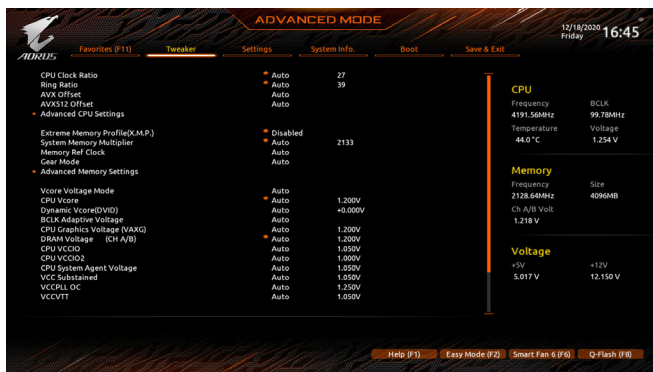 ADVANCED MODE
12/18/2020 Friday 16:45
AORUS
Favorites (F11) Tweaker Settings System Info. Boot Save & Exit
CPU Clock Ratio * Auto 27
Ring Ratio * Auto 39
AVX Offset Auto
AVX512 Offset Auto
Advanced CPU Settings
Extreme Memory Profile(X.M.P.) * Disabled
System Memory Multiplier * Auto 2133
Memory Ref Clock Auto
Gear Mode Auto
Advanced Memory Settings
Vcore Voltage Mode Auto
CPU Vcore * Auto 1.200V
Dynamic Vcore(DVID) Auto +0.000V
BCLK Adaptive Voltage Auto
CPU Graphics Voltage (VAXG) Auto 1.200V
DRAM Voltage (CH A/B) * Auto 1.200V
CPU VCCIO Auto 1.050V
CPU VCCIO2 Auto 1.000V
CPU System Agent Voltage Auto 1.050V
VCC Substained Auto 1.050V
VCCPLL OC Auto 1.250V
VCCVTT Auto 1.050V
CPU
Frequency BCLK
4191.56MHz 99.78MHz
Temperature Voltage
44.0 °C 1.254 V
Memory
Frequency Size
2128.64MHz 4096MB
Ch A/B Volt
1.218 V
Voltage
+5V +12V
5.017 V 12.150 V
Help (F1) Easy Mode (F2) Smart Fan 6 (F6) Q-Flash (F8)